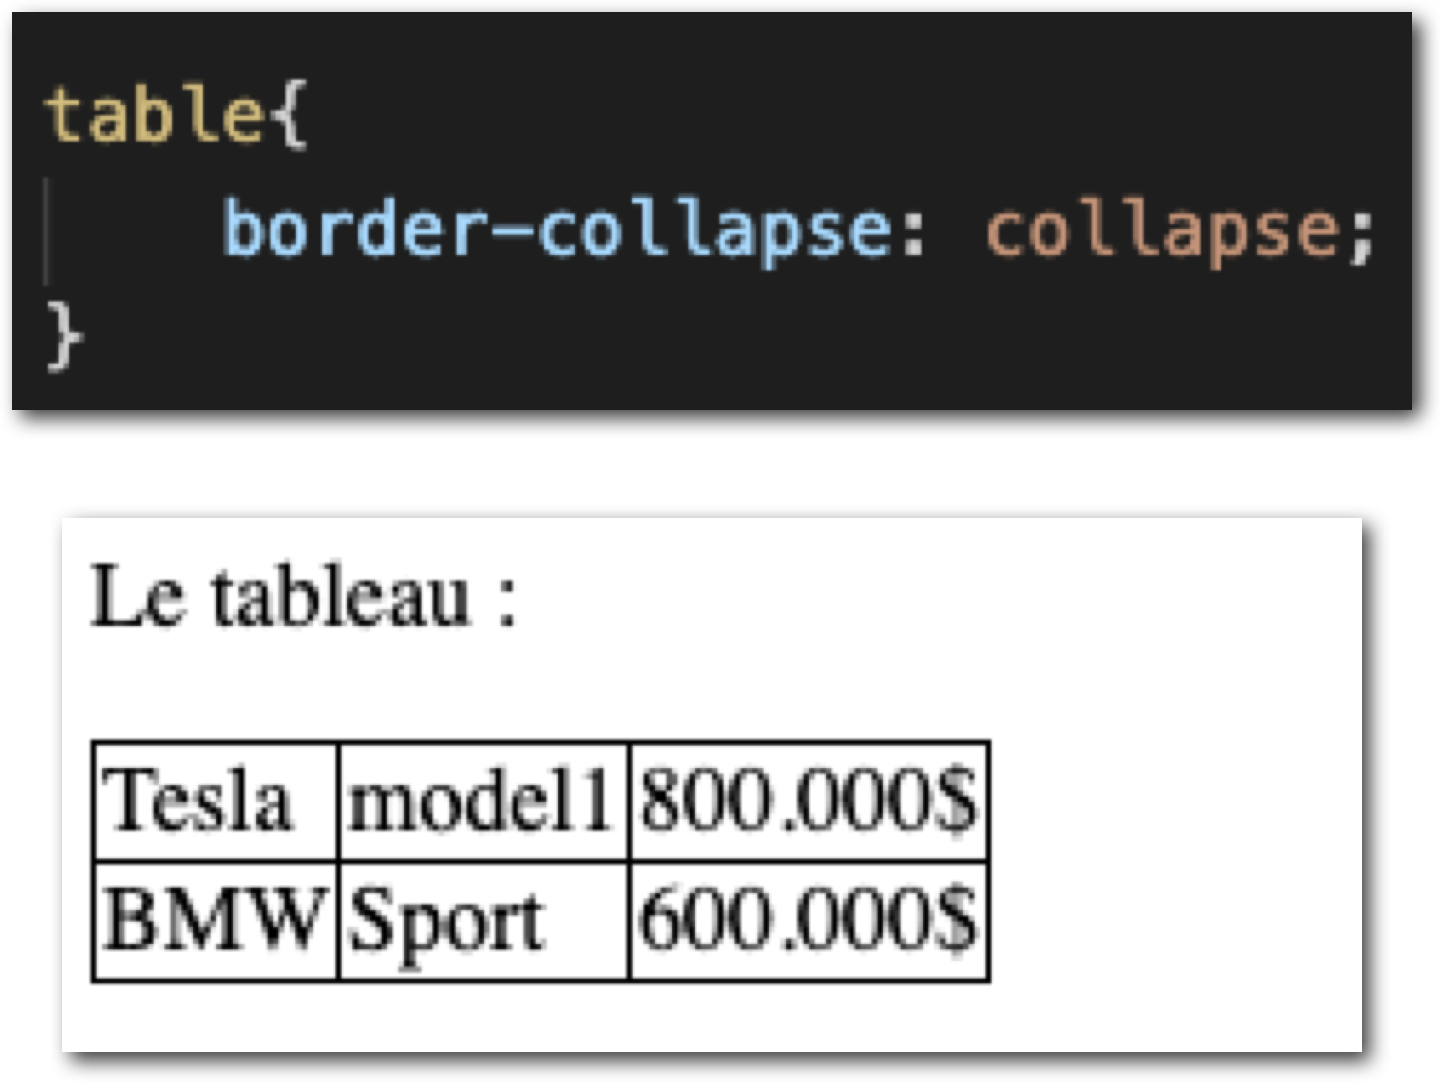 table{
border-collapse: collapse;
}
Le tableau :
Tesla model1 800.000$
BMW Sport 600.000$